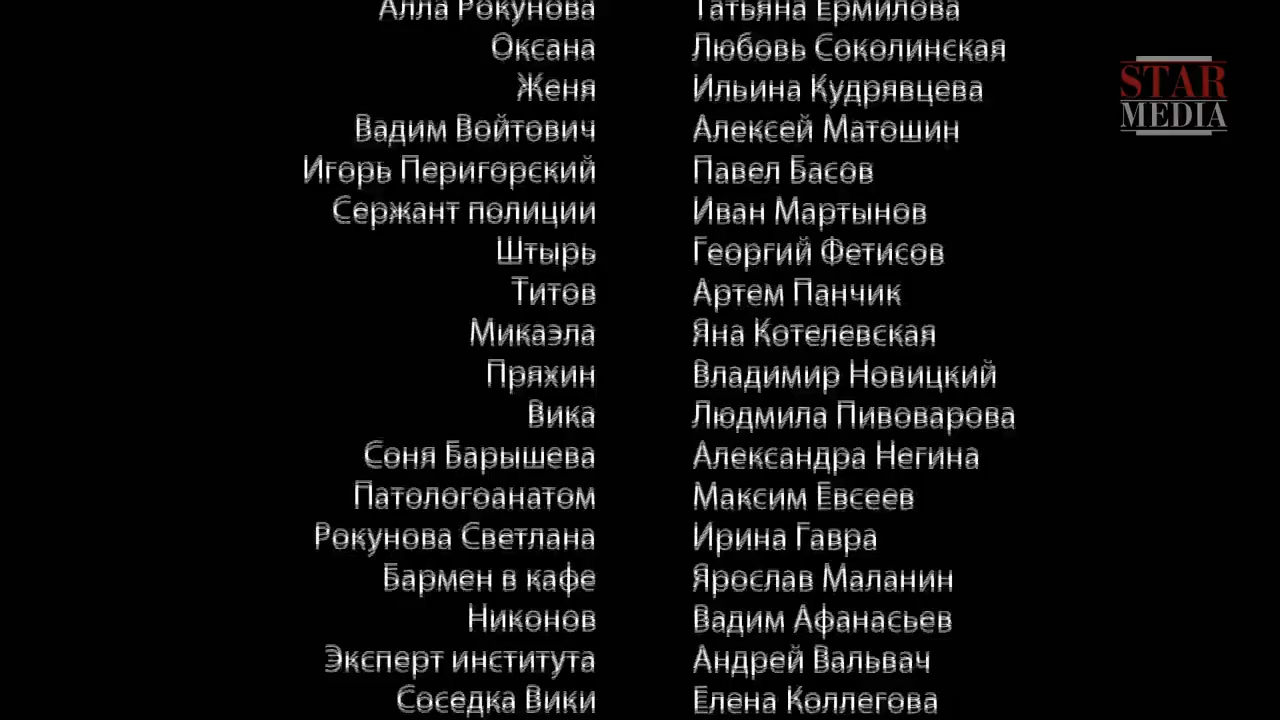 Алла Рокунова Татьяна Ермилова
Оксана Любовь Соколинская
Женя Ильина Кудрявцева
Вадим Войтович Алексей Матошин
Игорь Перигорский Павел Басов
Сержант полиции Иван Мартынов
Штырь Георгий Фетисов
Титов Артем Панчик
Микаэла Яна Котелевская
Пряхин Владимир Новицкий
Вика Людмила Пивоварова
Соня Барышева Александра Негина
Патологоанатом Максим Евсеев
Рокунова Светлана Ирина Гавра
Бармен в кафе Ярослав Маланин
Никонов Вадим Афанасьев
Эксперт института Андрей Вальвач
Соседка Вики Елена Коллегова
STAR
MEDIA